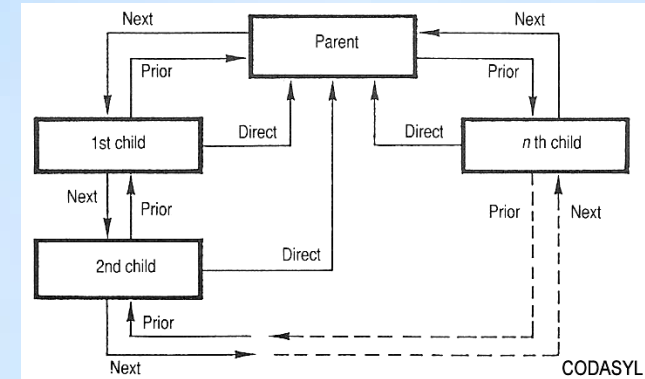 Next
Next
Parent
Prior
Prior
1st child
Direct
Direct
n th child
Next
Prior
Prior
Next
2nd child
Direct
Prior
Next
CODASYL